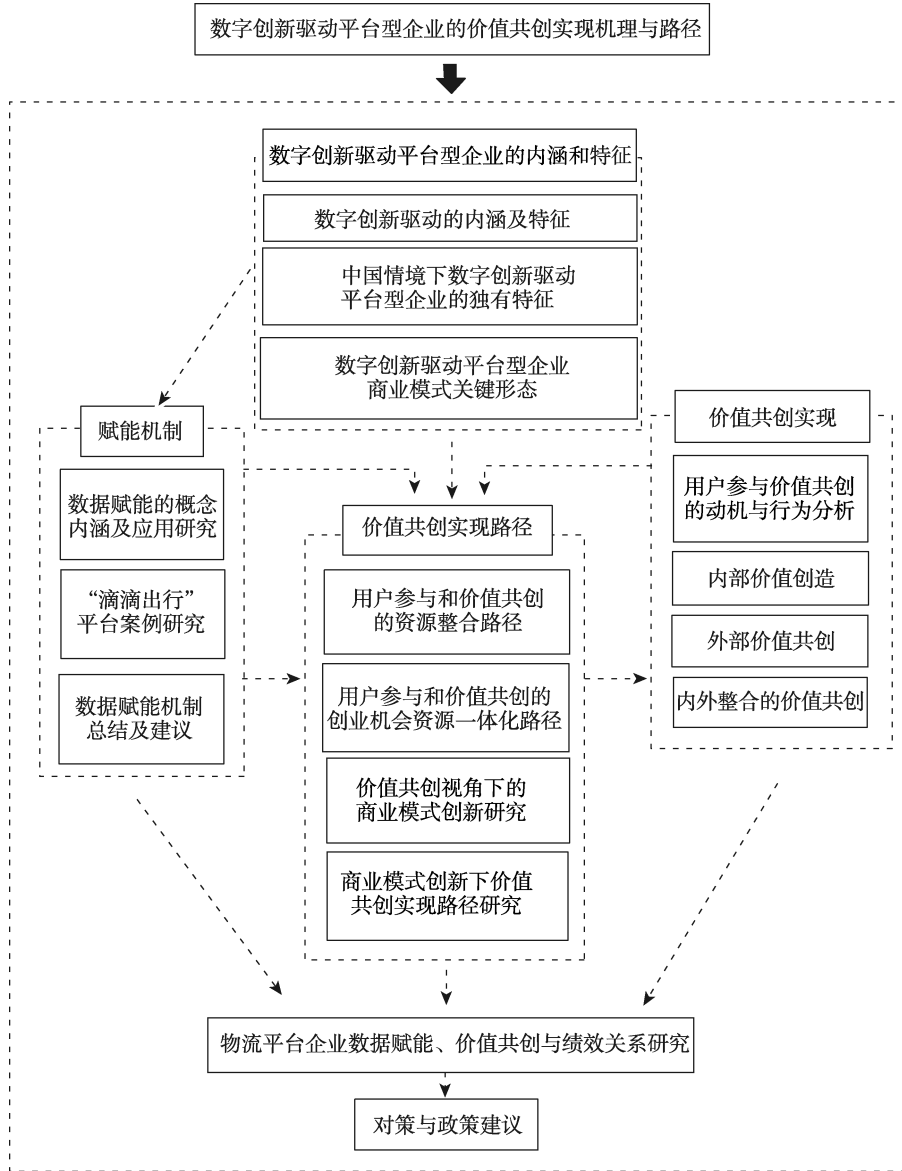 数字创新驱动平台型企业的价值共创实现机理与路径
数字创新驱动平台型企业的内涵和特征
数字创新驱动的内涵及特征
中国情境下数字创新驱动
平台型企业的独有特征
数字创新驱动平台型企业
商业模式关键形态
赋能机制
数据赋能的概念
内涵及应用研究
“滴滴出行”
平台案例研究
数据赋能机制
总结及建议
价值共创实现路径
用户参与和价值共创
的资源整合路径
用户参与和价值共创的
创业机会资源一体化路径
价值共创视角下的
商业模式创新研究
商业模式创新下价值
共创实现路径研究
价值共创实现
用户参与价值共创
的动机与行为分析
内部价值创造
外部价值共创
内外整合的价值共创
物流平台企业数据赋能、价值共创与绩效关系研究
对策与政策建议